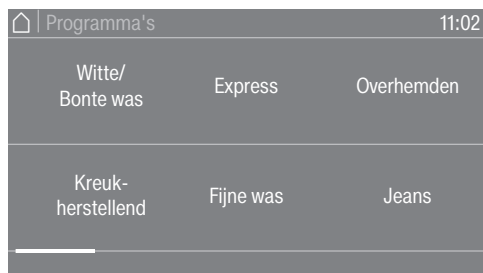 Programma's 11:02
Witte/
Bonte was
Express
Overhemden
Kreuk-
herstellend
Fijne was
Jeans